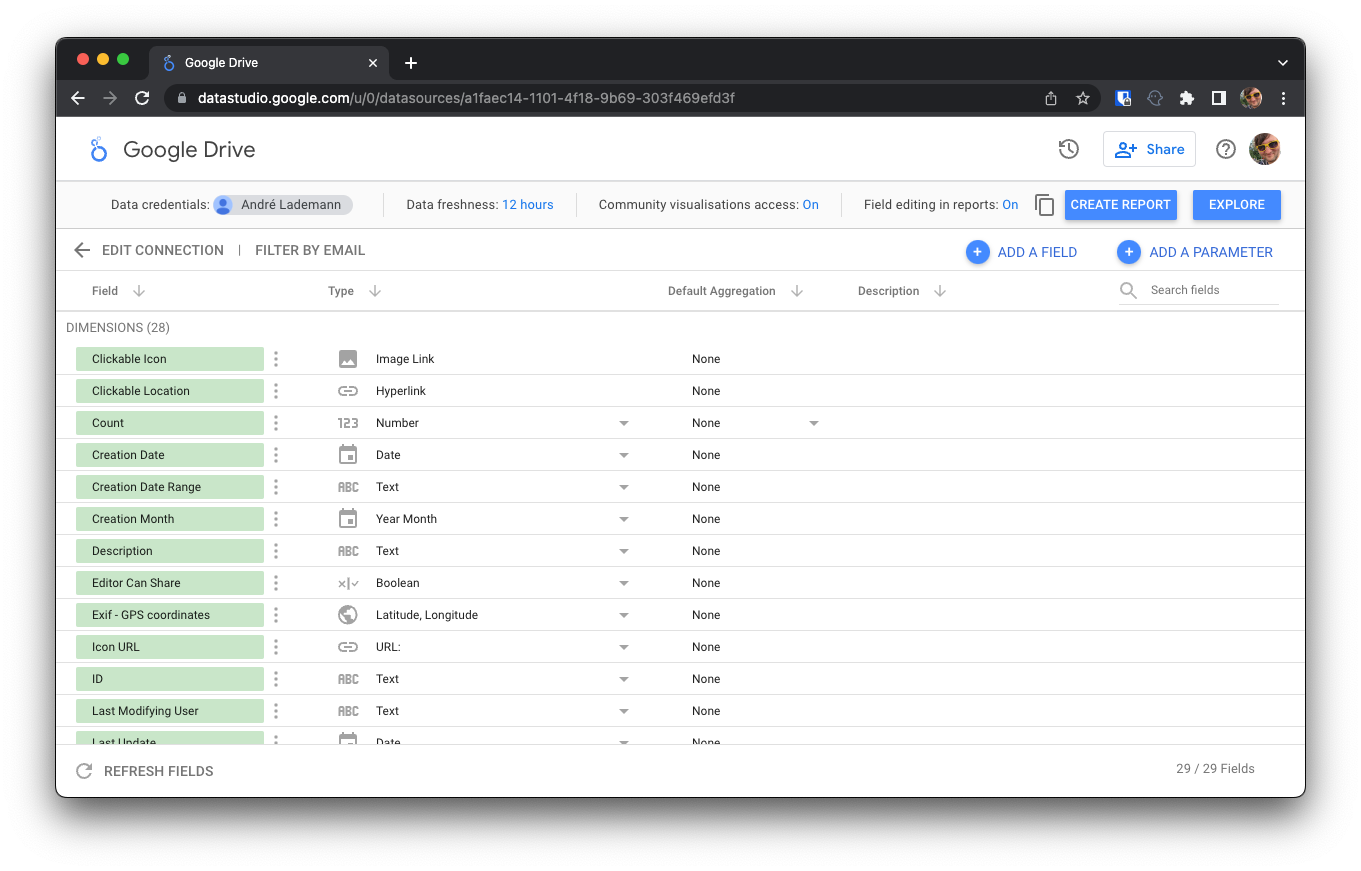 Google Drive
datastudio.google.com/u/0/datasources/a1faec14-1101-4f18-9b69-303f469efd3f
Google Drive
Share
Data credentials: André Lademann
Data freshness: 12 hours
Community visualisations access: On
Field editing in reports: On
CREATE REPORT
EXPLORE
EDIT CONNECTION | FILTER BY EMAIL
ADD A FIELD
ADD A PARAMETER
Field Type Default Aggregation Description Search fields
DIMENSIONS (28)
Clickable Icon Image Link None
Clickable Location Hyperlink None
Count 123 Number None
Creation Date Date None
Creation Date Range ABC Text None
Creation Month Year Month None
Description ABC Text None
Editor Can Share Boolean None
Exif - GPS coordinates Latitude, Longitude None
Icon URL URL: None
ID ABC Text None
Last Modifying User ABC Text None
Last Update Date None
REFRESH FIELDS
29 / 29 Fields